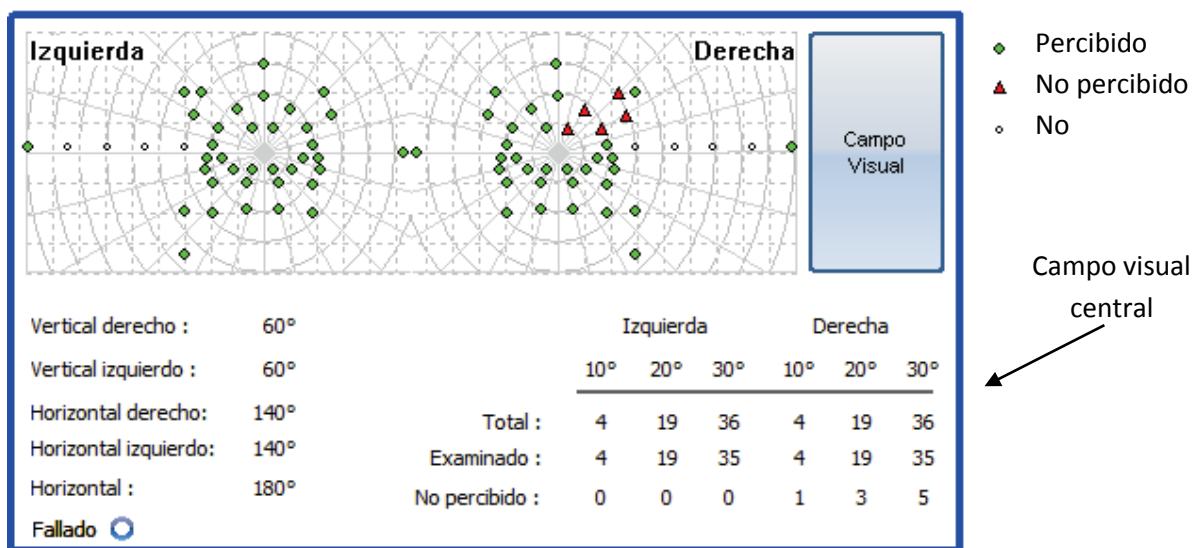 Izquierda
Derecha
Campo
Visual
Percibido
No percibido
No
Campo visual
central
Vertical derecho : 60°
Vertical izquierdo : 60°
Horizontal derecho: 140°
Horizontal izquierdo: 140°
Horizontal : 180°
Fallado
Izquierda Derecha
10° 20° 30° 10° 20° 30°
Total : 4 19 36 4 19 36
Examinado : 4 19 35 4 19 35
No percibido : 0 0 0 1 3 5